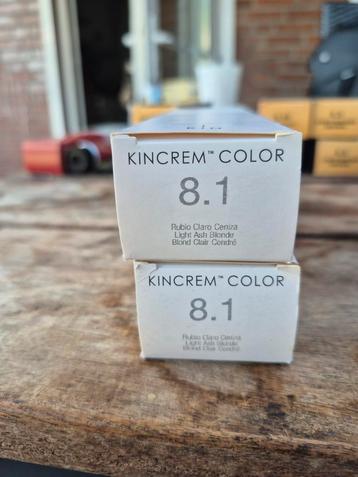 KIN
KINCREM™ COLOR
8.1
Rubio Claro Ceniza
Light Ash Blonde
Blond Clair Cendré
KINCREM™ COLOR
8.1
Rubio Claro Ceniza
Light Ash Blonde
Blond Clair Cendré